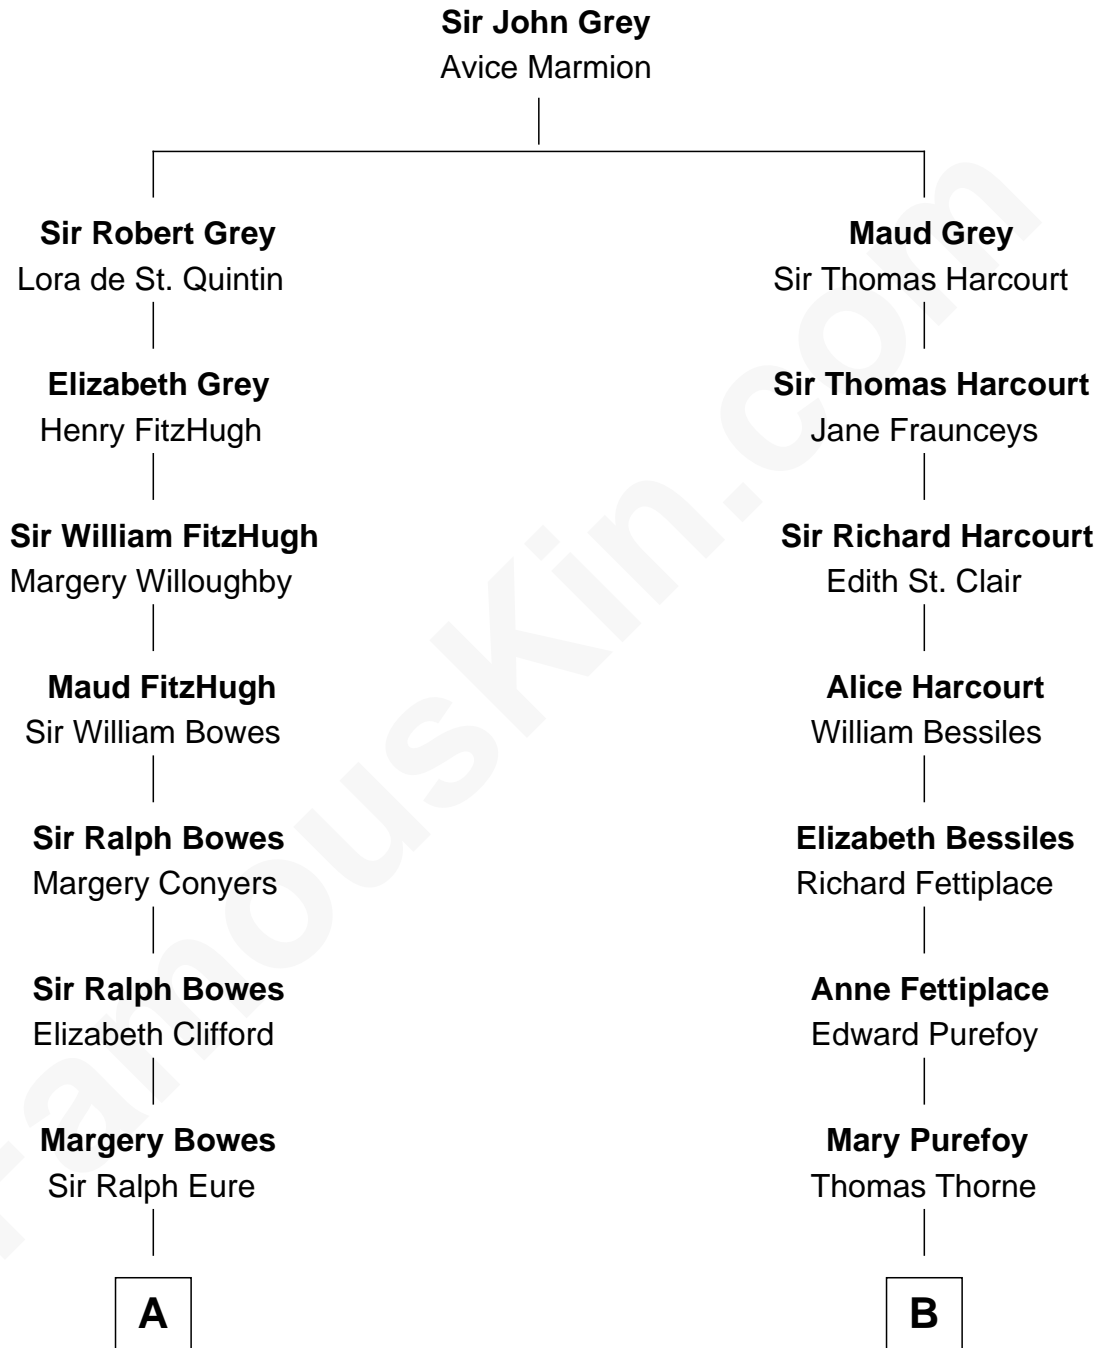 Sir John Grey
Avice Marmion
Sir Robert Grey
Lora de St. Quintin
Maud Grey
Sir Thomas Harcourt
Elizabeth Grey
Henry FitzHugh
Sir Thomas Harcourt
Jane Fraunceys
Sir William FitzHugh
Margery Willoughby
Sir Richard Harcourt
Edith St. Clair
Maud FitzHugh
Sir William Bowes
Alice Harcourt
William Bessiles
Sir Ralph Bowes
Margery Conyers
Elizabeth Bessiles
Richard Fettiplace
Sir Ralph Bowes
Elizabeth Clifford
Anne Fettiplace
Edward Purefoy
Margery Bowes
Sir Ralph Eure
Mary Purefoy
Thomas Thorne
A
B
FamousKin.com